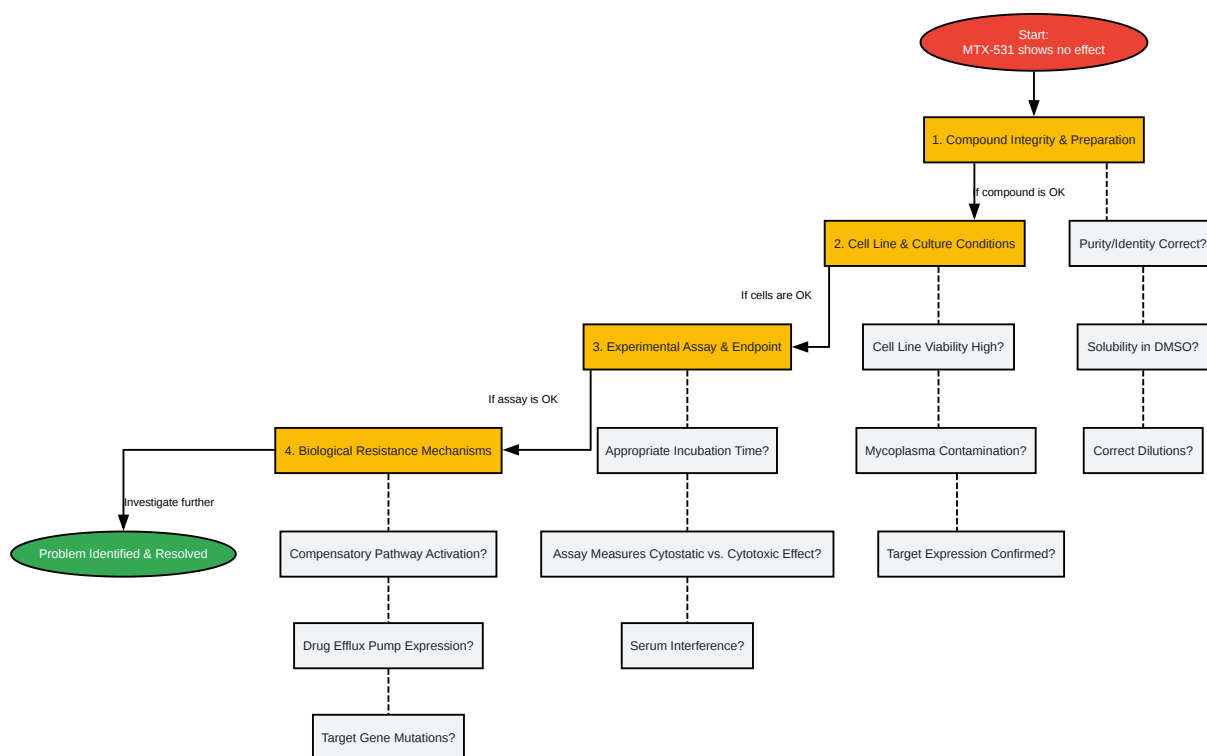 Start:
MTX-531 shows no effect
1. Compound Integrity & Preparation
If compound is OK
2. Cell Line & Culture Conditions
Purity/Identity Correct?
If cells are OK
3. Experimental Assay & Endpoint
Cell Line Viability High?
Solubility in DMSO?
If assay is OK
4. Biological Resistance Mechanisms
Appropriate Incubation Time?
Mycoplasma Contamination?
Correct Dilutions?
Investigate further
Problem Identified & Resolved
Compensatory Pathway Activation?
Assay Measures Cytostatic vs. Cytotoxic Effect?
Target Expression Confirmed?
Drug Efflux Pump Expression?
Serum Interference?
Target Gene Mutations?